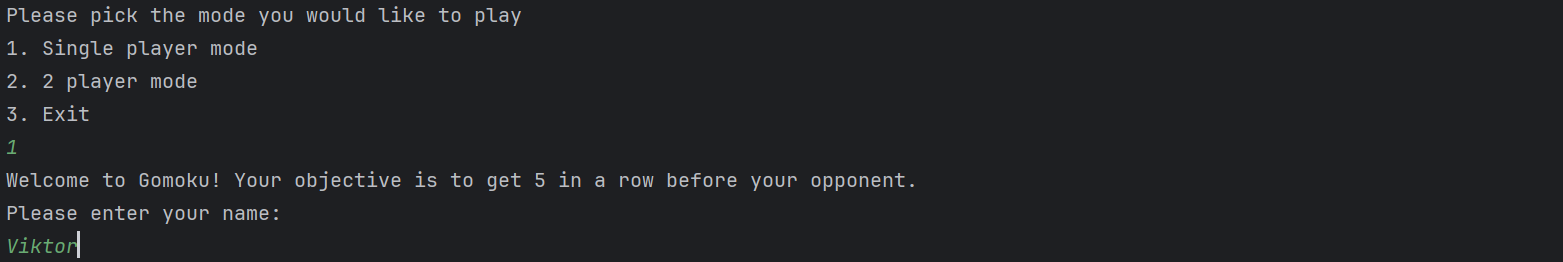 Please pick the mode you would like to play
1. Single player mode
2. 2 player mode
3. Exit
1
Welcome to Gomoku! Your objective is to get 5 in a row before your opponent.
Please enter your name:
Viktor